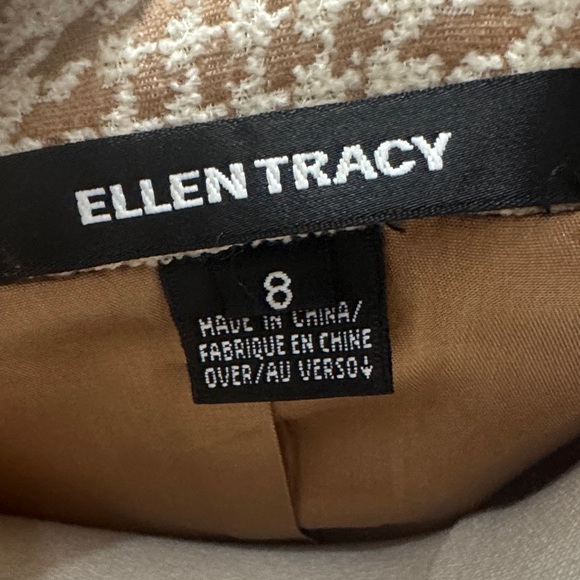 ELLEN TRACY
8
MADE IN CHINA/
FABRIQUE EN CHINE
OVER/AU VERSO↓